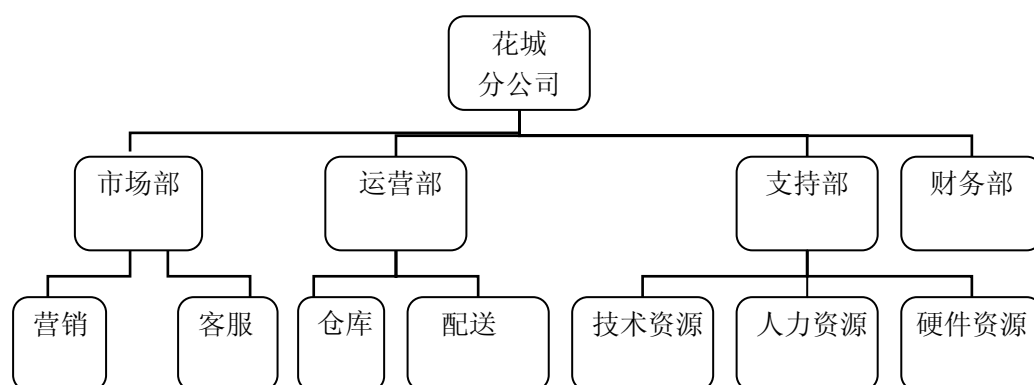 花城
分公司
市场部
运营部
支持部
财务部
营销
客服
仓库
配送
技术资源
人力资源
硬件资源